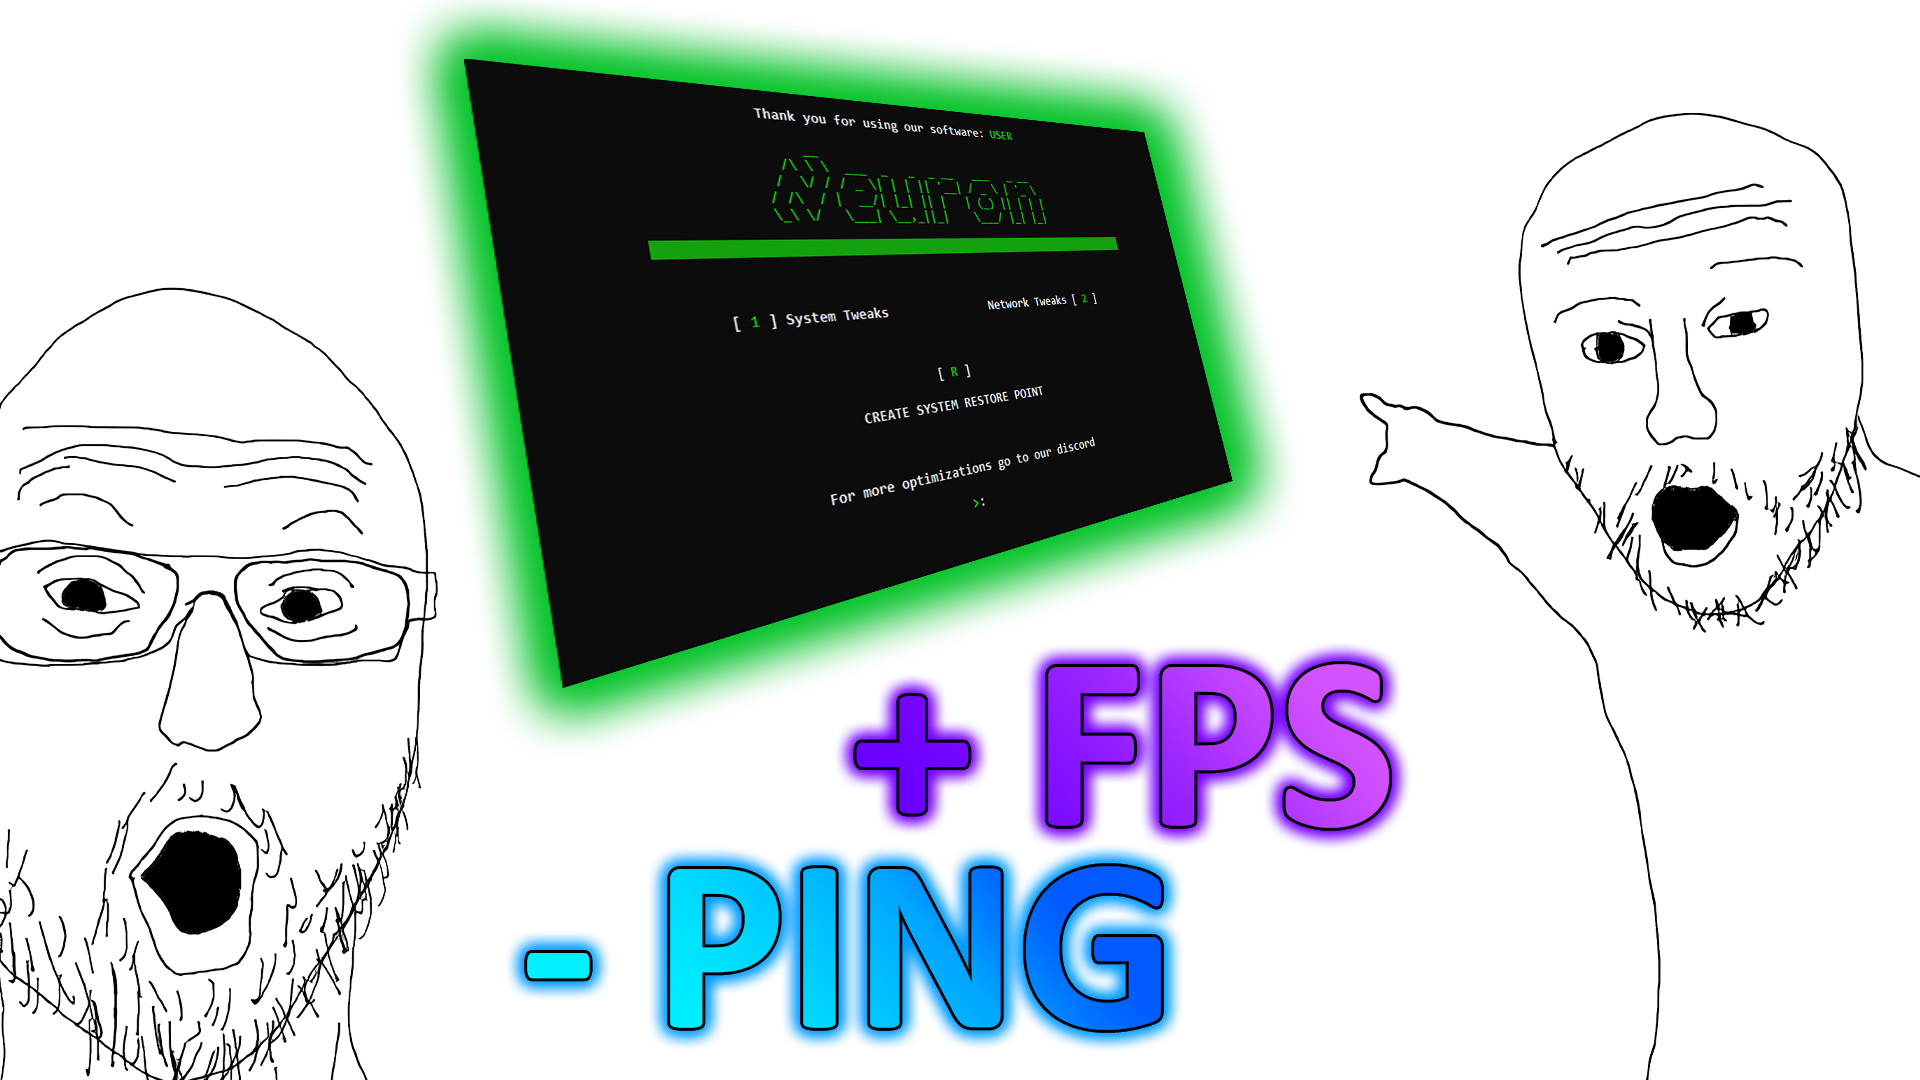 Thank you for using our software: USER
Neuron
[ 1 ] System Tweaks
Network Tweaks [ 2 ]
[ R ]
CREATE SYSTEM RESTORE POINT
For more optimizations go to our discord
>:
+ FPS
- PING